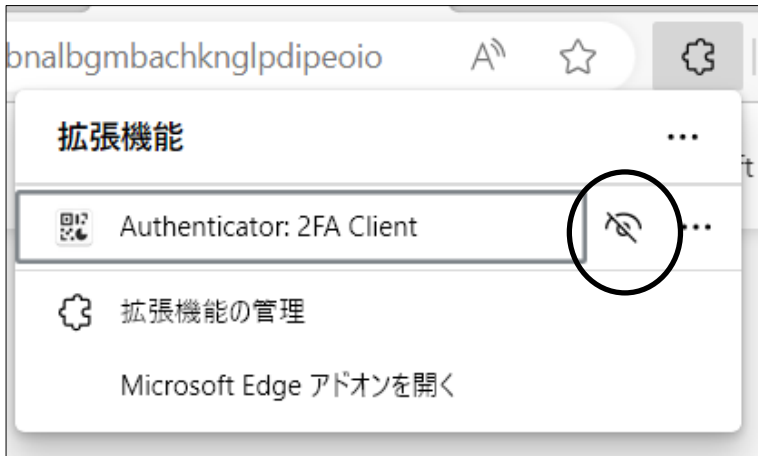 bnalbgmbachknglpdipeoio
拡張機能
Authenticator: 2FA Client
拡張機能の管理
Microsoft Edge アドオンを開く